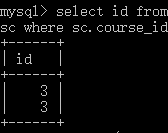 mysql> select id from
sc where sc.course_id
+------+
| id   |
+------+
|    3 |
|    3 |
+------+